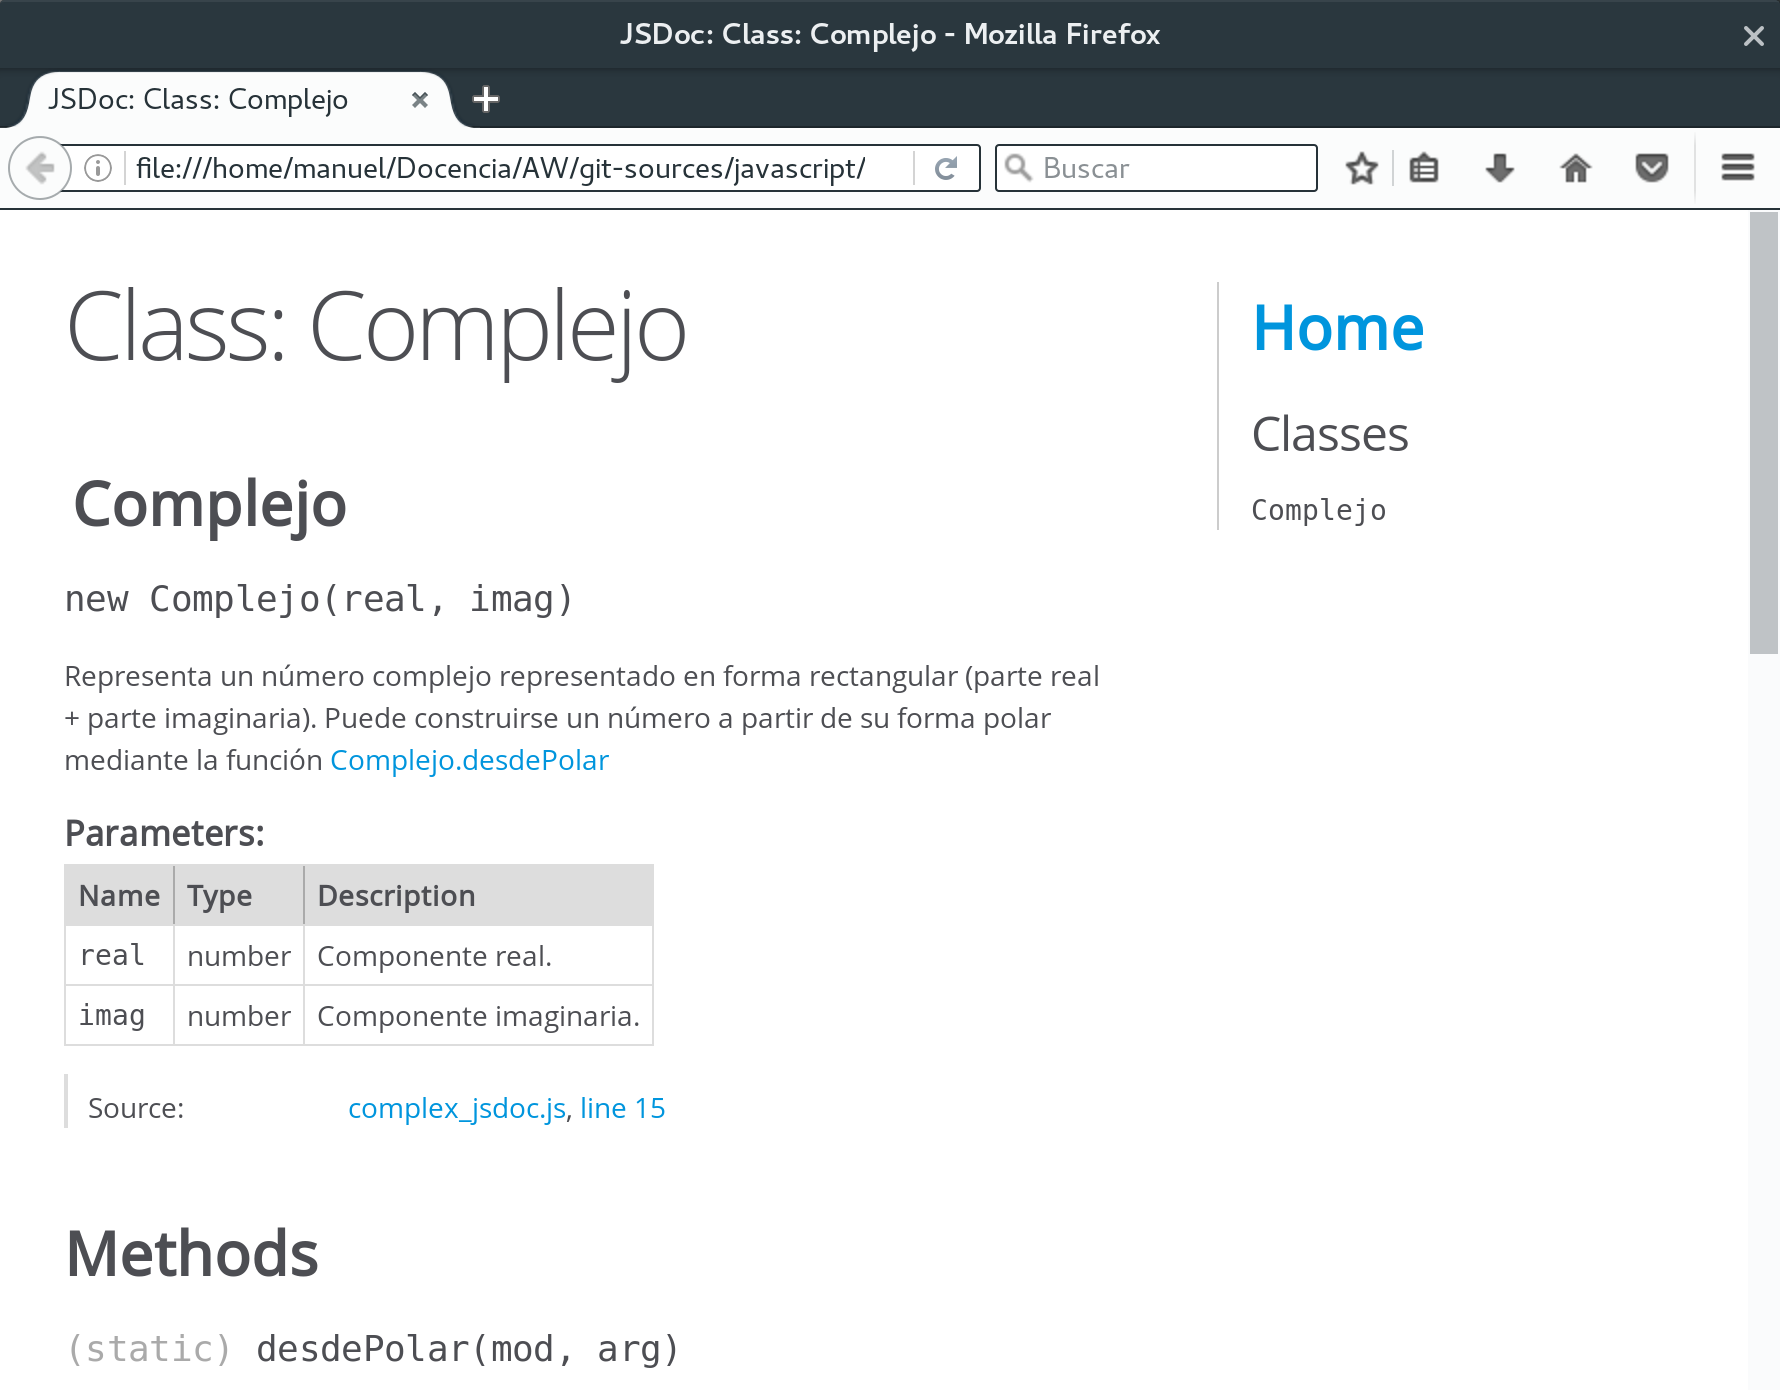 JSDoc: Class: Complejo - Mozilla Firefox
JSDoc: Class: Complejo
file:///home/manuel/Docencia/AW/git-sources/javascript/
Buscar
Class: Complejo
Complejo
new Complejo(real, imag)
Representa un número complejo representado en forma rectangular (parte real
+ parte imaginaria). Puede construirse un número a partir de su forma polar
mediante la función Complejo.desdePolar
Parameters:
Name Type Description
real number Componente real.
imag number Componente imaginaria.
Source: complex_jsdoc.js, line 15
Methods
(static) desdePolar(mod, arg)
Home
Classes
Complejo